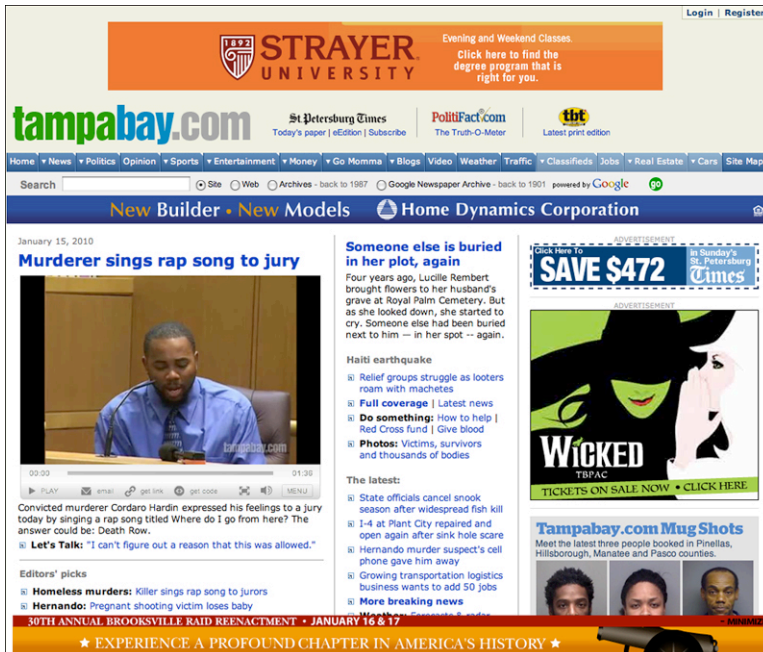 Login | Register
1892
STRAYER
UNIVERSITY
Evening and Weekend Classes.
Click here to find the
degree program that is
right for you.
tampabay.com
St. Petersburg Times
Today's paper | eEdition | Subscribe
PolitiFact.com
The Truth-O-Meter
tbt
Latest print edition
Home News Politics Opinion Sports Entertainment Money Go Momma Blogs Video Weather Traffic Classifieds Jobs Real Estate Cars Site Map
Search Site Web Archives - back to 1987 Google Newspaper Archive - back to 1901 powered by Google go
New Builder • New Models Home Dynamics Corporation
January 15, 2010
Murderer sings rap song to jury
tampabay.com
00:00 01:36
PLAY email get link get code MENU
Convicted murderer Cordaro Hardin expressed his feelings to a jury
today by singing a rap song titled Where do I go from here? The
answer could be: Death Row.
Let's Talk: "I can't figure out a reason that this was allowed."
Editors' picks
Homeless murders: Killer sings rap song to jurors
Hernando: Pregnant shooting victim loses baby
Someone else is buried
in her plot, again
Four years ago, Lucille Rembert
brought flowers to her husband's
grave at Royal Palm Cemetery. But
as she looked down, she started to
cry. Someone else had been buried
next to him — in her spot -- again.
Haiti earthquake
Relief groups struggle as looters
roam with machetes
Full coverage | Latest news
Do something: How to help |
Red Cross fund | Give blood
Photos: Victims, survivors
and thousands of bodies
The latest:
State officials cancel snook
season after widespread fish kill
I-4 at Plant City repaired and
open again after sink hole scare
Hernando murder suspect's cell
phone gave him away
Growing transportation logistics
business wants to add 50 jobs
More breaking news
Weather: Forecasts & radar
ADVERTISEMENT
Click Here To
SAVE $472
in Sunday's
St. Petersburg
Times
ADVERTISEMENT
WICKED
TBPAC
TICKETS ON SALE NOW • CLICK HERE
Tampabay.com Mug Shots
Meet the latest three people booked in Pinellas,
Hillsborough, Manatee and Pasco counties.
30TH ANNUAL BROOKSVILLE RAID REENACTMENT • JANUARY 16 & 17
- MINIMIZ
★ EXPERIENCE A PROFOUND CHAPTER IN AMERICA'S HISTORY ★